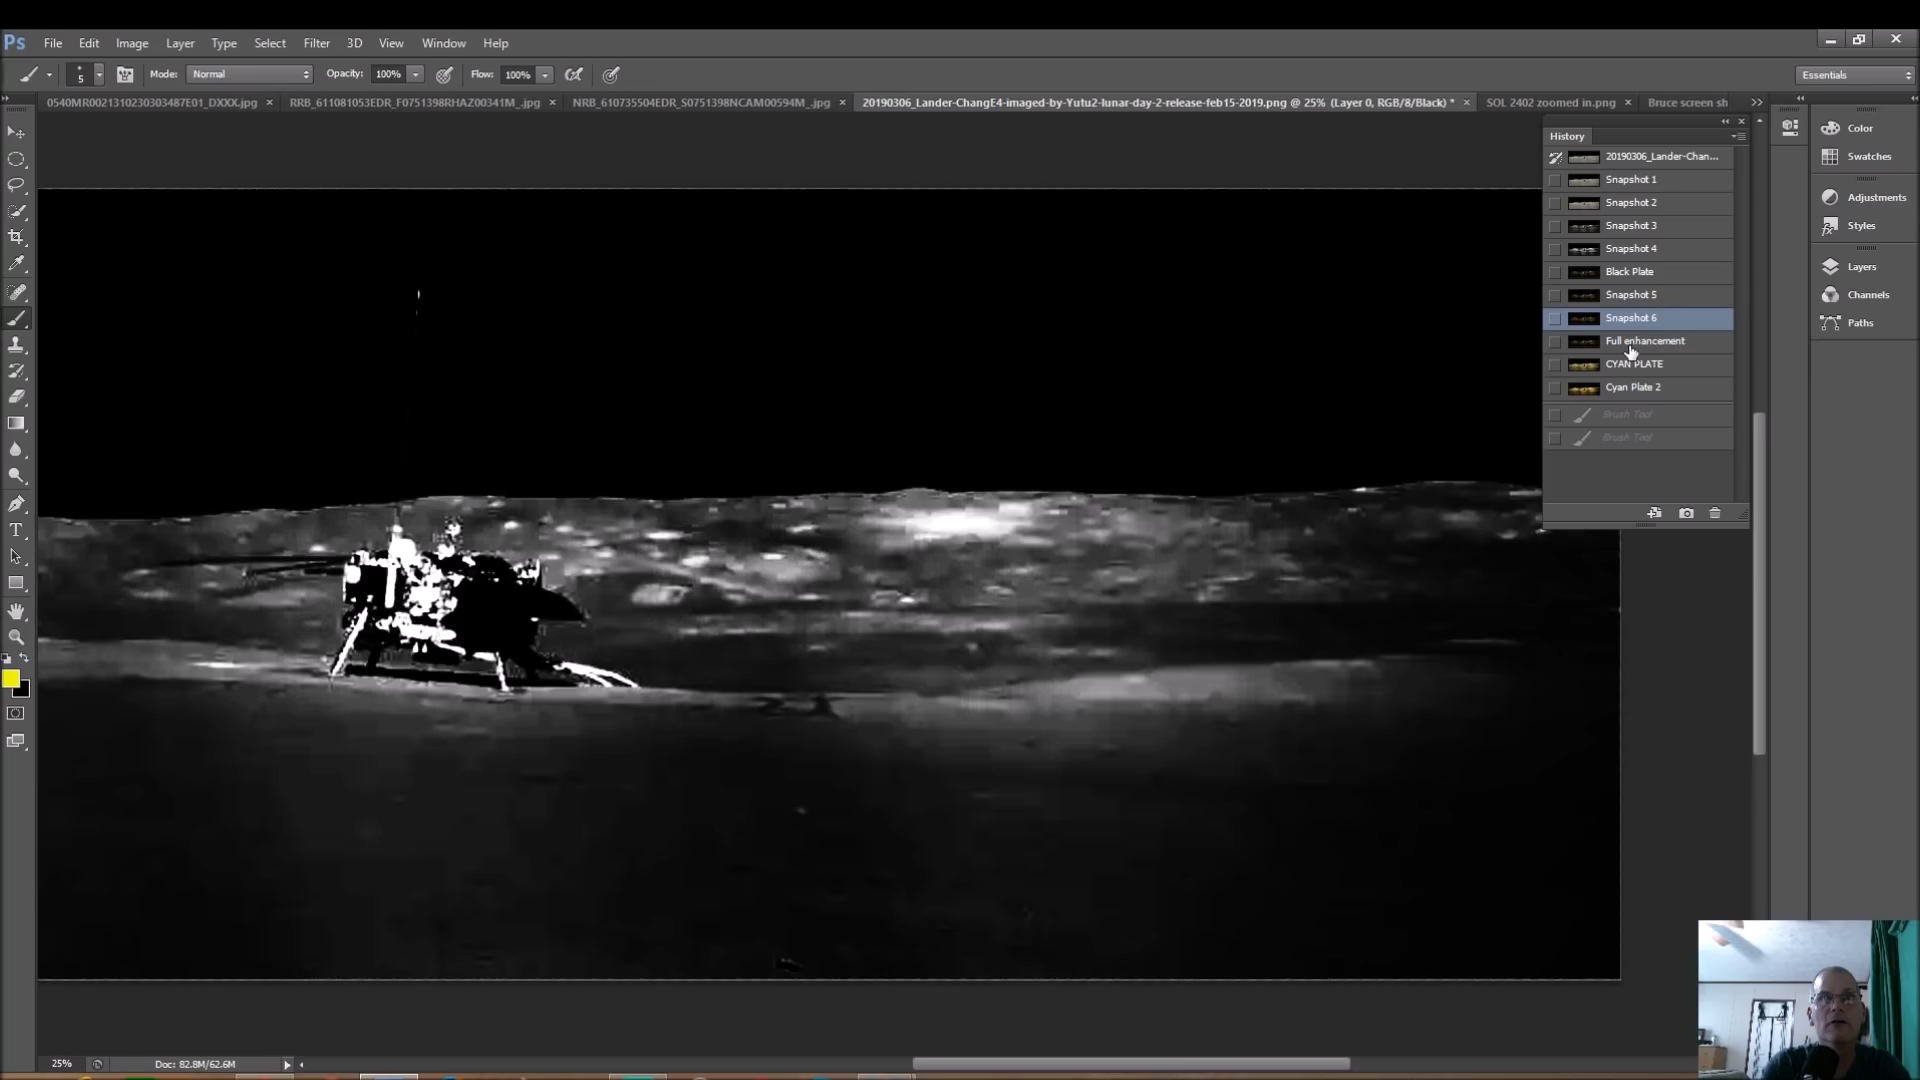 Ps File Edit Image Layer Type Select Filter 3D View Window Help
5 Mode: Normal Opacity: 100% Flow: 100% Essentials
0540MR0021310230303487E01_DXXX.jpg × RRB_611081053EDR_F0751398RHAZ00341M_.jpg × NRB_610735504EDR_S0751398NCAM00594M_.jpg × 20190306_Lander-ChangE4-imaged-by-Yutu2-lunar-day-2-release-feb15-2019.png @ 25% (Layer 0, RGB/8/Black) * × SOL 2402 zoomed in.png × Bruce screen sh
History
20190306_Lander-Chan...
Snapshot 1
Snapshot 2
Snapshot 3
Snapshot 4
Black Plate
Snapshot 5
Snapshot 6
Full enhancement
CYAN PLATE
Cyan Plate 2
Brush Tool
Brush Tool
Color
Swatches
Adjustments
Styles
Layers
Channels
Paths
25% Doc: 82.8M/62.6M